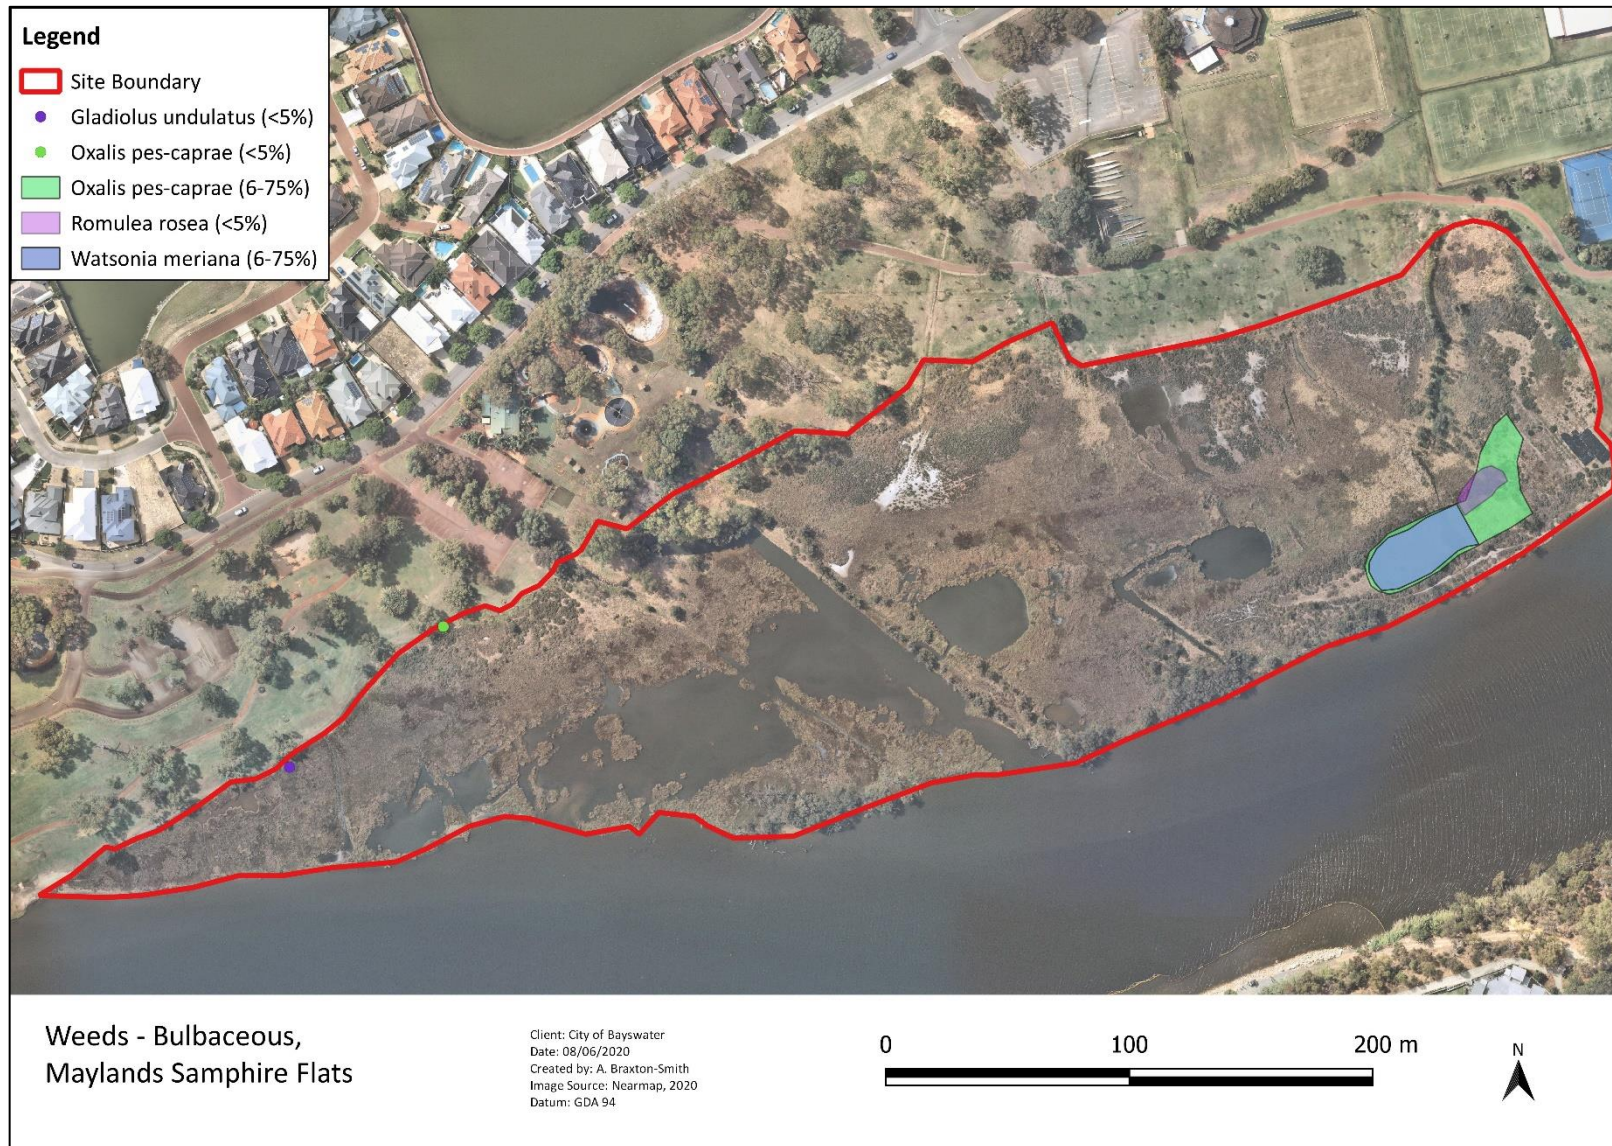 Legend
Site Boundary
Gladiolus undulatus (<5%)
Oxalis pes-caprae (<5%)
Oxalis pes-caprae (6-75%)
Romulea rosea (<5%)
Watsonia meriana (6-75%)
Weeds - Bulbaceous,
Maylands Samphire Flats
Client: City of Bayswater
Date: 08/06/2020
Created by: A. Braxton-Smith
Image Source: Nearmap, 2020
Datum: GDA 94
0 100 200 m
N